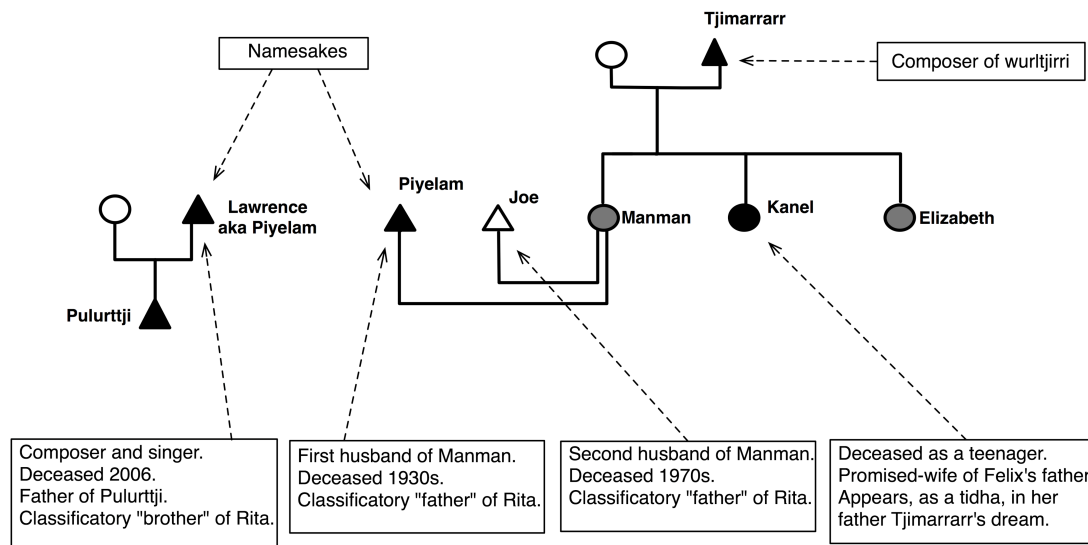 Tjimarrarr
Namesakes
Composer of wurltjirri
Piyelam
Joe
Lawrence
aka Piyelam
Manman
Kanel
Elizabeth
Pulurttji
Composer and singer.
Deceased 2006.
Father of Pulurttji.
Classificatory "brother" of Rita.
First husband of Manman.
Deceased 1930s.
Classificatory "father" of Rita.
Second husband of Manman.
Deceased 1970s.
Classificatory "father" of Rita.
Deceased as a teenager.
Promised-wife of Felix's father
Appears, as a tidha, in her
father Tjimarrarr's dream.